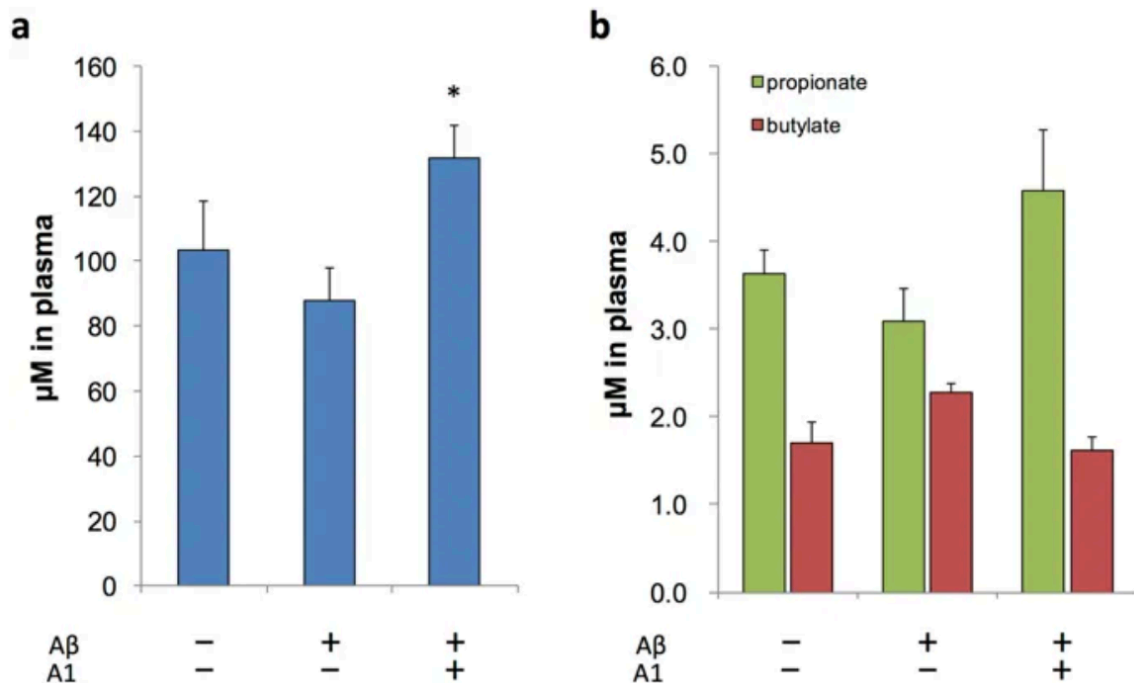 a
160
140
120
100
80
60
40
20
0
µM in plasma
*
Aβ − + +
A1 − − +
b
6.0
5.0
4.0
3.0
2.0
1.0
0.0
µM in plasma
propionate
butylate
Aβ − + +
A1 − − +